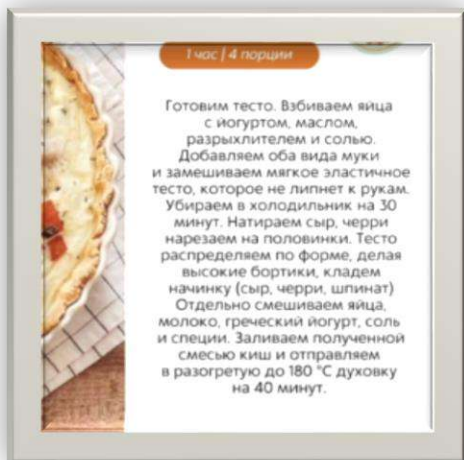 1 час | 4 порции
Готовим тесто. Взбиваем яйца
с йогуртом, маслом,
разрыхлителем и солью.
Добавляем оба вида муки
и замешиваем мягкое эластичное
тесто, которое не липнет к рукам.
Убираем в холодильник на 30
минут. Натираем сыр, черри
нарезаем на половинки. Тесто
распределяем по форме, делая
высокие бортики, кладем
начинку (сыр, черри, шпинат)
Отдельно смешиваем яйца,
молоко, греческий йогурт, соль
и специи. Заливаем полученной
смесью киш и отправляем
в разогретую до 180 °С духовку
на 40 минут.